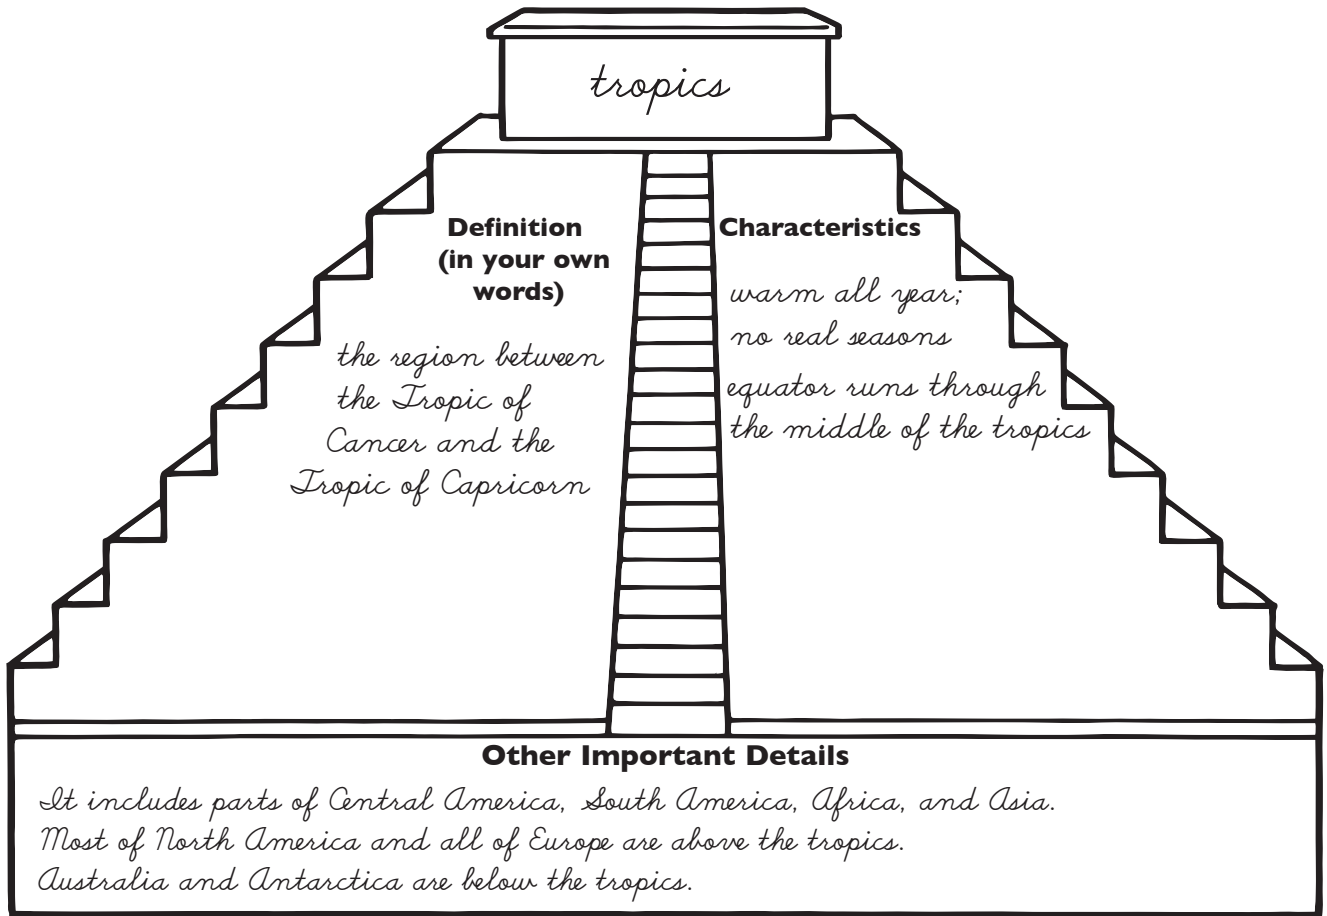 tropics
Definition
(in your own
words)
the region between
the Tropic of
Cancer and the
Tropic of Capricorn
Characteristics
warm all year;
no real seasons
equator runs through
the middle of the tropics
Other Important Details
It includes parts of Central America, South America, Africa, and Asia.
Most of North America and all of Europe are above the tropics.
Australia and Antarctica are below the tropics.